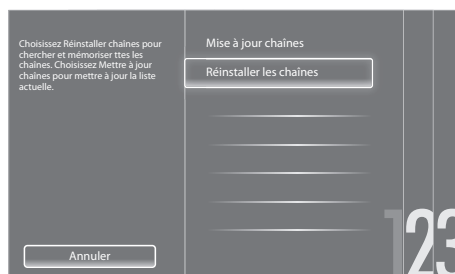 Choisissez Réinstaller chaînes pour
chercher et mémoriser ttes les
chaînes. Choisissez Mettre à jour
chaînes pour mettre à jour la liste
actuelle.
Mise à jour chaînes
Réinstaller les chaînes
Annuler
123